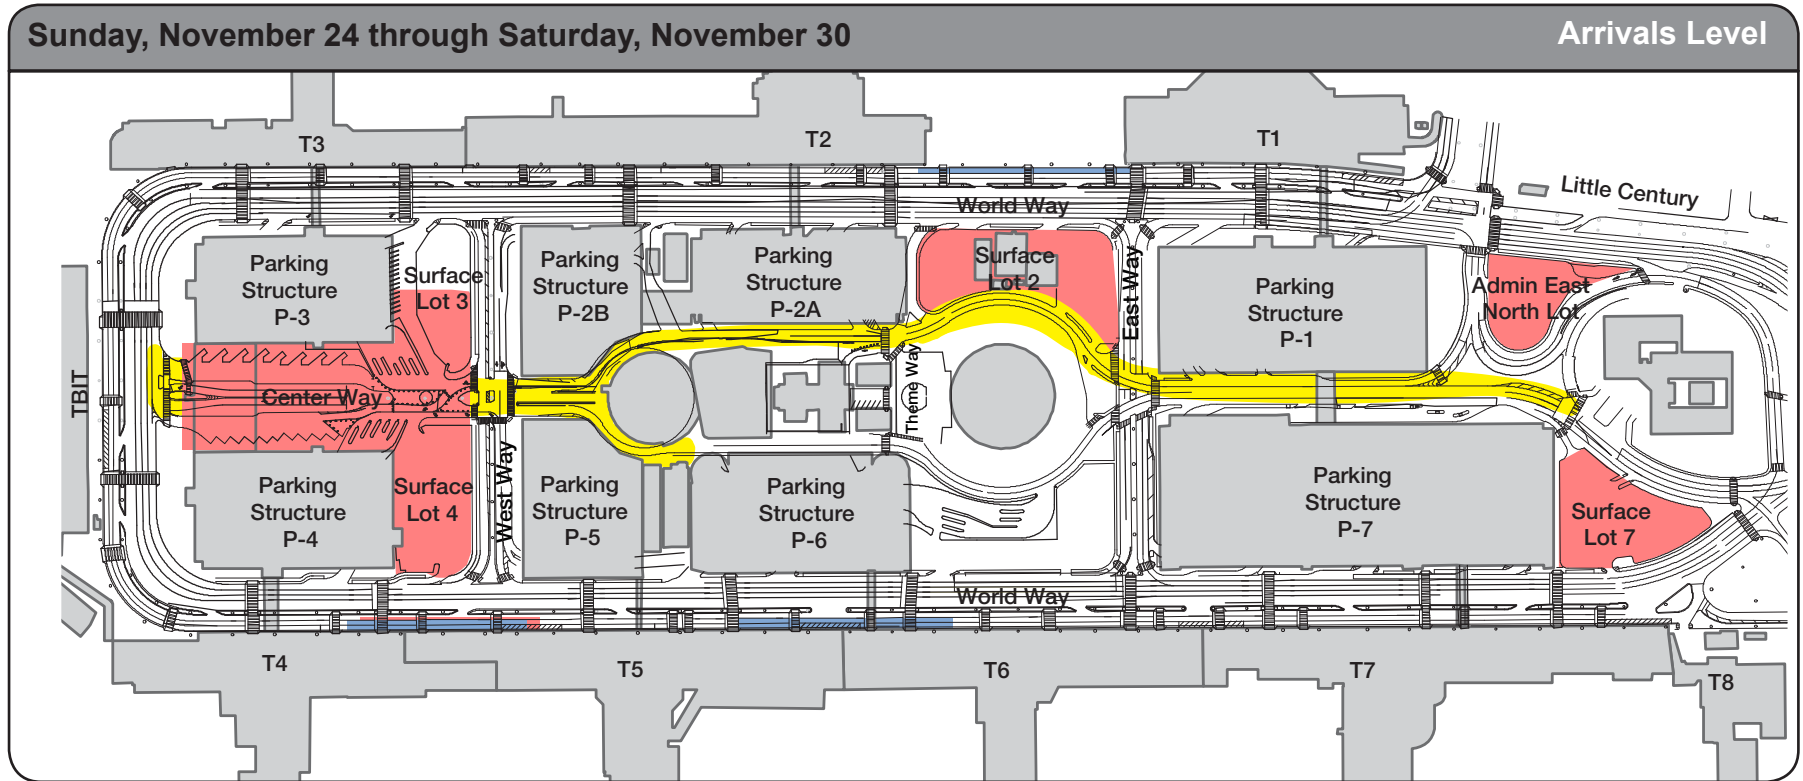 Sunday, November 24 through Saturday, November 30
Arrivals Level
T3
T2
T1
Little Century
World Way
Parking
Structure
P-3
Surface
Lot 3
Parking
Structure
P-2B
Parking
Structure
P-2A
Surface
Lot 2
East Way
Parking
Structure
P-1
Admin East
North Lot
TBIT
Center Way
Theme Way
Parking
Structure
P-4
Surface
Lot 4
West Way
Parking
Structure
P-5
Parking
Structure
P-6
Parking
Structure
P-7
Surface
Lot 7
World Way
T4
T5
T6
T7
T8